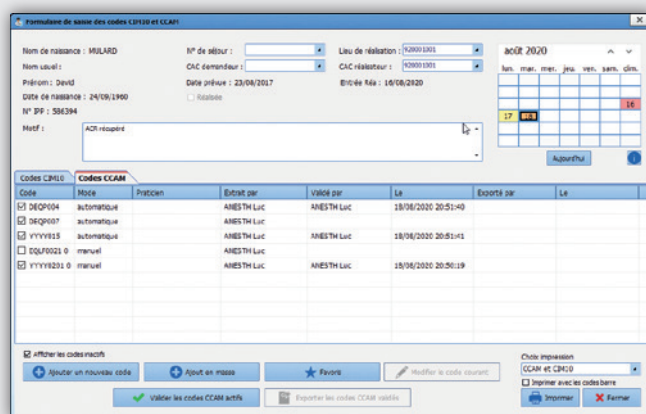 Formulaire de saisie des codes CIM10 et CCAM
Nom de naissance : MULARD
N° de séjour :
Lieu de réalisation : 920001001
août 2020
Nom usuel :
CAC demandeur :
CAC réalisateur : 920001001
lun. mar. mer. jeu. ven. sam. dim.
Prénom : David
Date prévue : 23/08/2017
Entrée Réa : 16/08/2020
Date de naissance : 24/09/1960
Réalisée
16
N° IPP : 586394
17 18
Motif :
ACR récupéré
Aujourd'hui
Codes CIM10 Codes CCAM
Code Mode Praticien Extrait par Validé par Le Exporté par Le
DEQP004 automatique ANESTH Luc ANESTH Luc 18/08/2020 20:51:40
DEQP007 automatique ANESTH Luc ANESTH Luc
YYYY015 automatique ANESTH Luc ANESTH Luc 18/08/2020 20:51:41
EQLF0021 0 manuel ANESTH Luc
YYYY0201 0 manuel ANESTH Luc ANESTH Luc 18/08/2020 20:50:19
Afficher les codes inactifs
Choix impression
Ajouter un nouveau code Ajout en masse Favoris Modifier le code courant
CCAM et CIM10
Imprimer avec les codes barre
Valider les codes CCAM actifs Exporter les codes CCAM validés
Imprimer Fermer